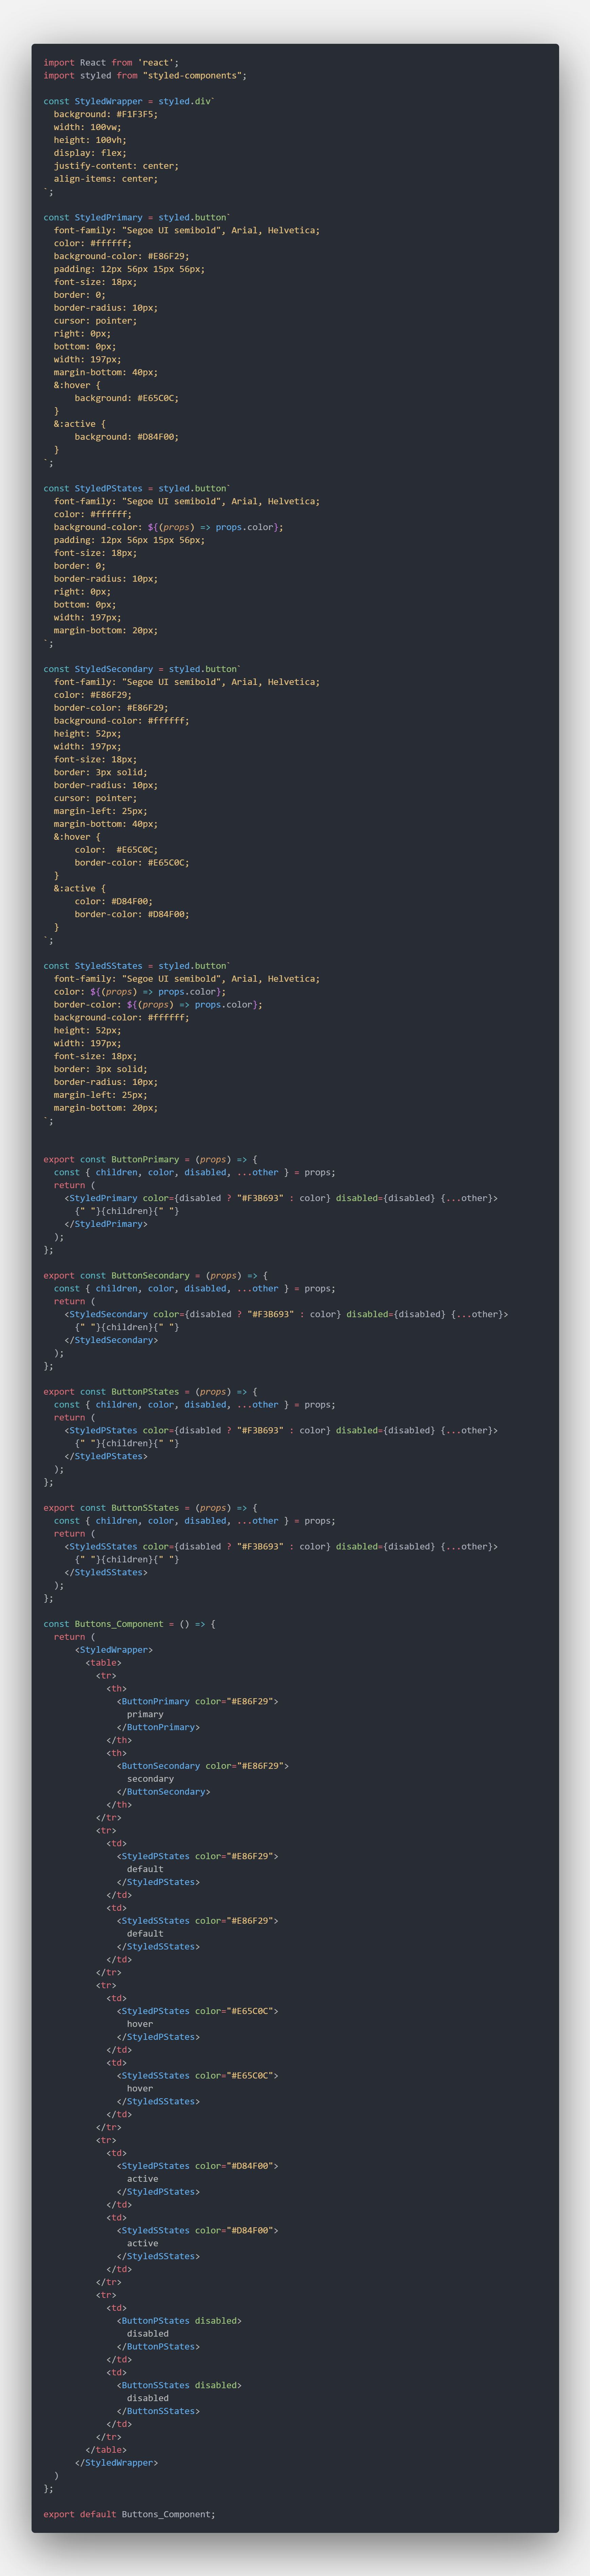 import React from 'react';
import styled from "styled-components";

const StyledWrapper = styled.div`
  background: #F1F3F5;
  width: 100vw;
  height: 100vh;
  display: flex;
  justify-content: center;
  align-items: center;
`;

const StyledPrimary = styled.button`
  font-family: "Segoe UI semibold", Arial, Helvetica;
  color: #ffffff;
  background-color: #E86F29;
  padding: 12px 56px 15px 56px;
  font-size: 18px;
  border: 0;
  border-radius: 10px;
  cursor: pointer;
  right: 0px;
  bottom: 0px;
  width: 197px;
  margin-bottom: 40px;
  &:hover {
      background: #E65C0C;
  }
  &:active {
      background: #D84F00;
  }
`;

const StyledPStates = styled.button`
  font-family: "Segoe UI semibold", Arial, Helvetica;
  color: #ffffff;
  background-color: ${(props) => props.color};
  padding: 12px 56px 15px 56px;
  font-size: 18px;
  border: 0;
  border-radius: 10px;
  right: 0px;
  bottom: 0px;
  width: 197px;
  margin-bottom: 20px;
`;

const StyledSecondary = styled.button`
  font-family: "Segoe UI semibold", Arial, Helvetica;
  color: #E86F29;
  border-color: #E86F29;
  background-color: #ffffff;
  height: 52px;
  width: 197px;
  font-size: 18px;
  border: 3px solid;
  border-radius: 10px;
  cursor: pointer;
  margin-left: 25px;
  margin-bottom: 40px;
  &:hover {
      color:  #E65C0C;
      border-color: #E65C0C;
  }
  &:active {
      color: #D84F00;
      border-color: #D84F00;
  }
`;

const StyledSStates = styled.button`
  font-family: "Segoe UI semibold", Arial, Helvetica;
  color: ${(props) => props.color};
  border-color: ${(props) => props.color};
  background-color: #ffffff;
  height: 52px;
  width: 197px;
  font-size: 18px;
  border: 3px solid;
  border-radius: 10px;
  margin-left: 25px;
  margin-bottom: 20px;
`;


export const ButtonPrimary = (props) => {
  const { children, color, disabled, ...other } = props;
  return (
    <StyledPrimary color={disabled ? "#F3B693" : color} disabled={disabled} {...other}>
      {" "}{children}{" "}
    </StyledPrimary>
  );
};

export const ButtonSecondary = (props) => {
  const { children, color, disabled, ...other } = props;
  return (
    <StyledSecondary color={disabled ? "#F3B693" : color} disabled={disabled} {...other}>
      {" "}{children}{" "}
    </StyledSecondary>
  );
};

export const ButtonPStates = (props) => {
  const { children, color, disabled, ...other } = props;
  return (
    <StyledPStates color={disabled ? "#F3B693" : color} disabled={disabled} {...other}>
      {" "}{children}{" "}
    </StyledPStates>
  );
};

export const ButtonSStates = (props) => {
  const { children, color, disabled, ...other } = props;
  return (
    <StyledSStates color={disabled ? "#F3B693" : color} disabled={disabled} {...other}>
      {" "}{children}{" "}
    </StyledSStates>
  );
};

const Buttons_Component = () => {
  return (
      <StyledWrapper>
        <table>
          <tr>
            <th>
              <ButtonPrimary color="#E86F29">
                primary
              </ButtonPrimary>
            </th>
            <th>
              <ButtonSecondary color="#E86F29">
                secondary
              </ButtonSecondary>
            </th>
          </tr>
          <tr>
            <td>
              <StyledPStates color="#E86F29">
                default
              </StyledPStates>
            </td>
            <td>
              <StyledSStates color="#E86F29">
                default
              </StyledSStates>
            </td>
          </tr>
          <tr>
            <td>
              <StyledPStates color="#E65C0C">
                hover
              </StyledPStates>
            </td>
            <td>
              <StyledSStates color="#E65C0C">
                hover
              </StyledSStates>
            </td>
          </tr>
          <tr>
            <td>
              <StyledPStates color="#D84F00">
                active
              </StyledPStates>
            </td>
            <td>
              <StyledSStates color="#D84F00">
                active
              </StyledSStates>
            </td>
          </tr>
          <tr>
            <td>
              <ButtonPStates disabled>
                disabled
              </ButtonPStates>
            </td>
            <td>
              <ButtonSStates disabled>
                disabled
              </ButtonSStates>
            </td>
          </tr>
        </table>
      </StyledWrapper>
  )
};

export default Buttons_Component;